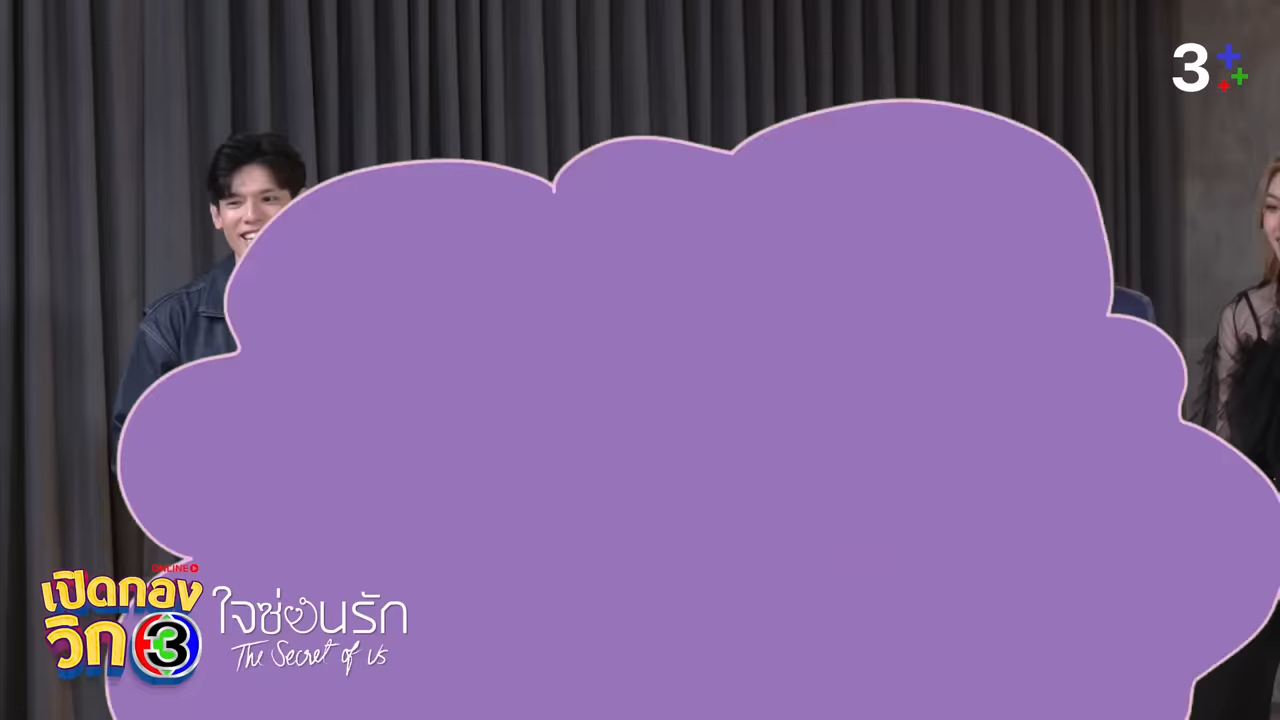 3
ONLINE
เปิดกอง
วิก 3
ใจซ่อนรัก
The Secret of Us